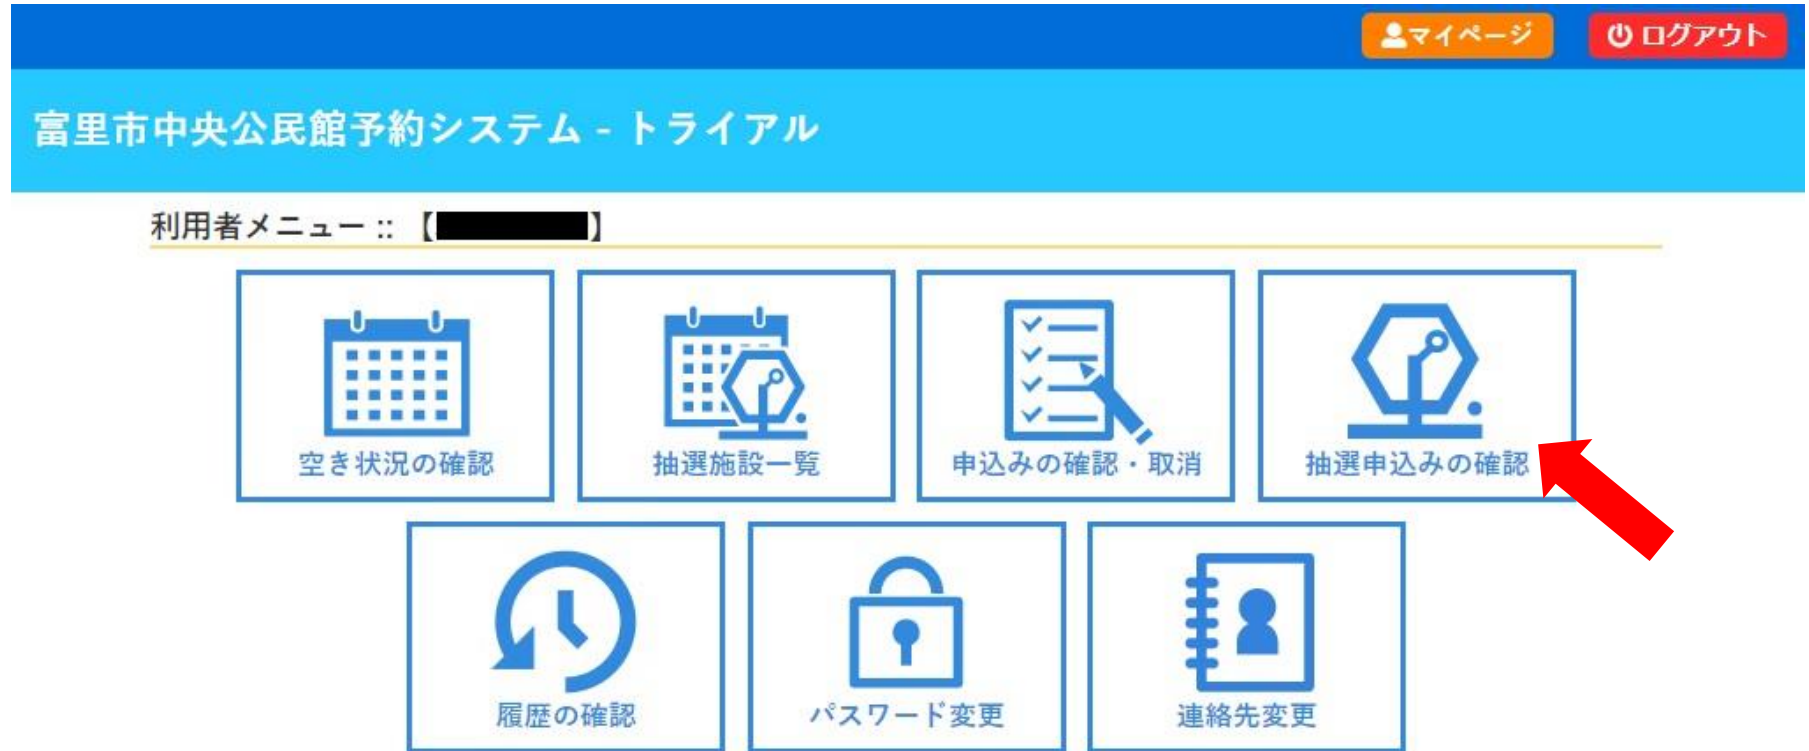 マイページ ログアウト
富里市中央公民館予約システム - トライアル
利用者メニュー :: 【】
空き状況の確認 抽選施設一覧 申込みの確認・取消 抽選申込みの確認
履歴の確認 パスワード変更 連絡先変更